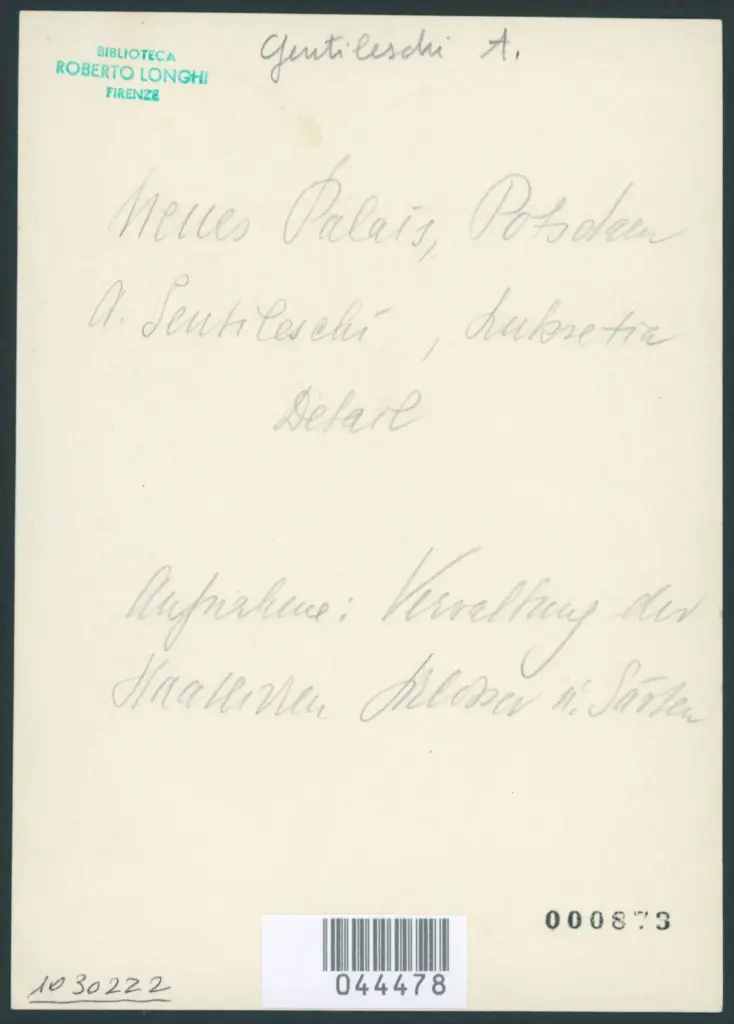 BIBLIOTECA
ROBERTO LONGHI
FIRENZE
Gentileschi A.
Neues Palais, Potsdam
A. Gentileschi, Lukretia
Detail
Aufnahme: Verwaltung der
Staatlichen Schlösser u. Gärten
000873
044478
1030222